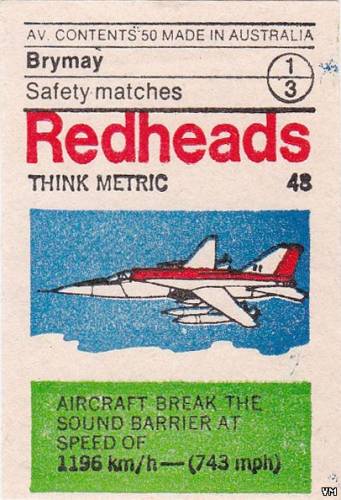 AV. CONTENTS 50 MADE IN AUSTRALIA
Brymay
Safety matches
1
3
Redheads
THINK METRIC 48
AIRCRAFT BREAK THE
SOUND BARRIER AT
SPEED OF
1196 km/h — (743 mph)
VM